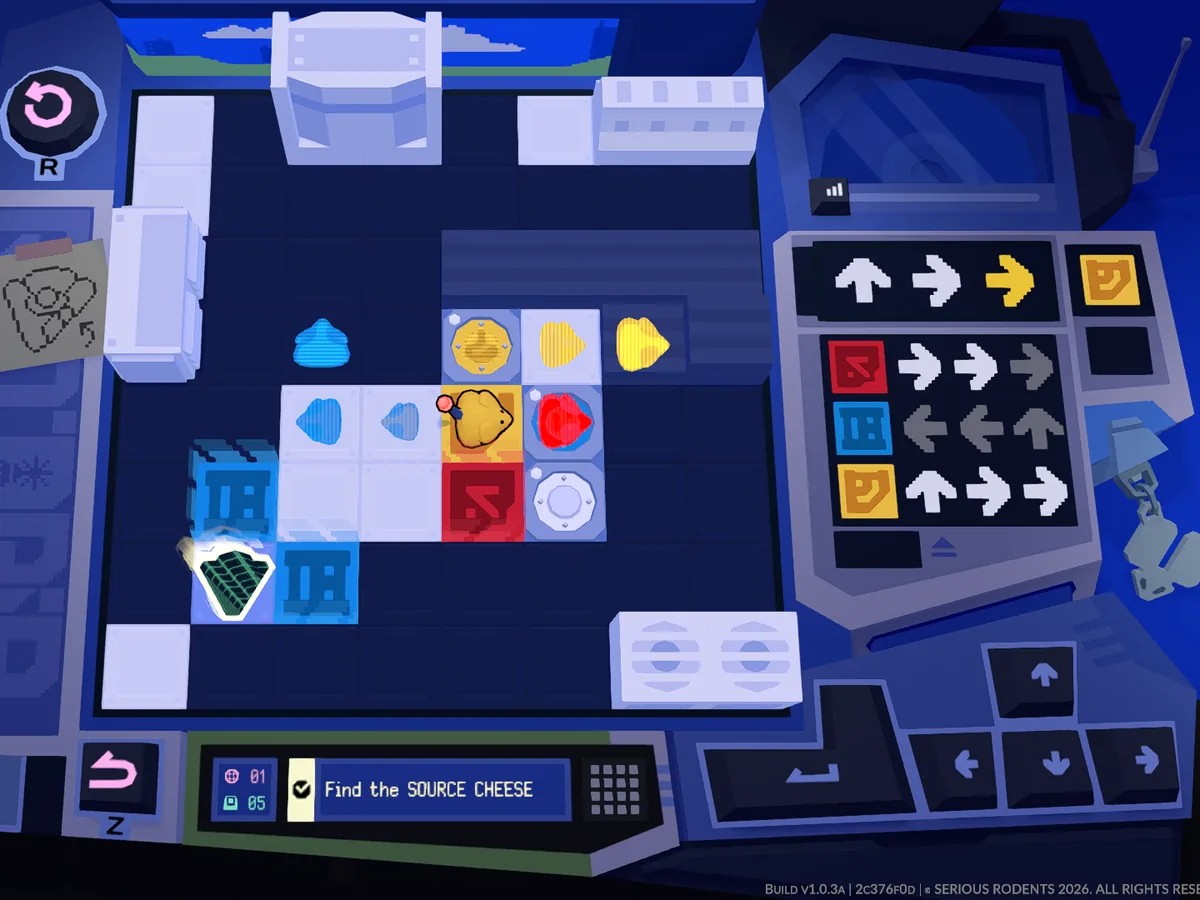 R
01
05
Find the SOURCE CHEESE
Z
BUILD V1.0.3A | 2C376F0D | © SERIOUS RODENTS 2026. ALL RIGHTS RESE